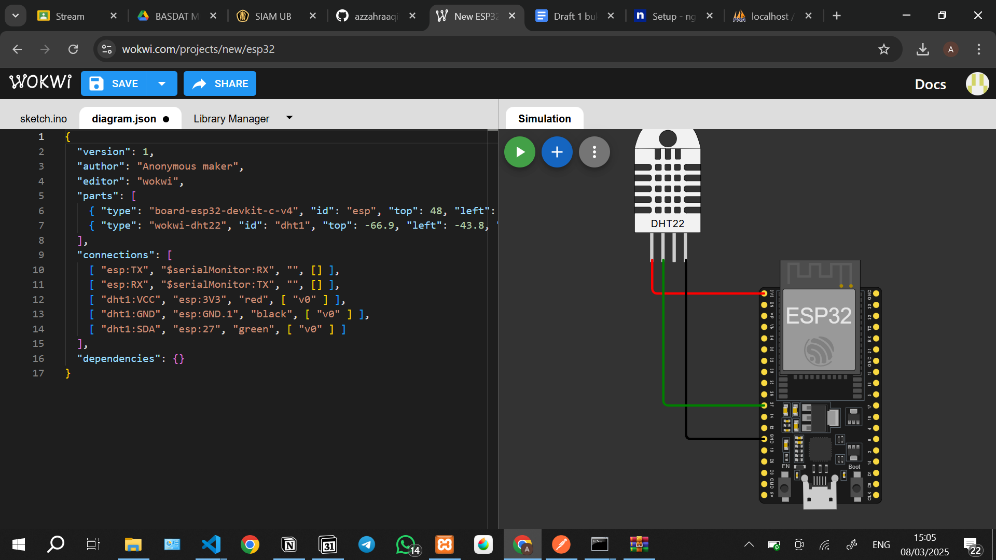 Stream
BASDAT M
SIAM UB
azzahraaqi
New ESP3
Draft 1 bu
Setup - ng
localhost /
wokwi.com/projects/new/esp32
A
WOKWI
SAVE
SHARE
Docs
sketch.ino
diagram.json
Library Manager
Simulation
1 {
2 "version": 1,
3 "author": "Anonymous maker",
4 "editor": "wokwi",
5 "parts": [
6 { "type": "board-esp32-devkit-c-v4", "id": "esp", "top": 48, "left":
7 { "type": "wokwi-dht22", "id": "dht1", "top": -66.9, "left": -43.8,
8 ],
9 "connections": [
10 [ "esp:TX", "$serialMonitor:RX", "", [] ],
11 [ "esp:RX", "$serialMonitor:TX", "", [] ],
12 [ "dht1:VCC", "esp:3V3", "red", [ "v0" ] ],
13 [ "dht1:GND", "esp:GND.1", "black", [ "v0" ] ],
14 [ "dht1:SDA", "esp:27", "green", [ "v0" ] ]
15 ],
16 "dependencies": {}
17 }
DHT22
ESP32
EN
Boot
14
ENG
15:05
08/03/2025
22